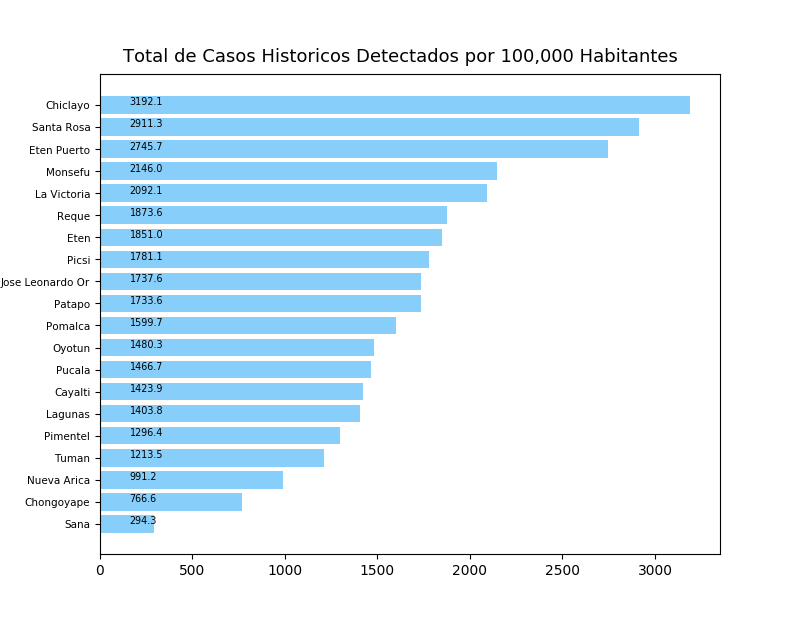 Total de Casos Historicos Detectados por 100,000 Habitantes
Chiclayo 3192.1
Santa Rosa 2911.3
Eten Puerto 2745.7
Monsefu 2146.0
La Victoria 2092.1
Reque 1873.6
Eten 1851.0
Picsi 1781.1
Jose Leonardo Or 1737.6
Patapo 1733.6
Pomalca 1599.7
Oyotun 1480.3
Pucala 1466.7
Cayalti 1423.9
Lagunas 1403.8
Pimentel 1296.4
Tuman 1213.5
Nueva Arica 991.2
Chongoyape 766.6
Sana 294.3
0 500 1000 1500 2000 2500 3000